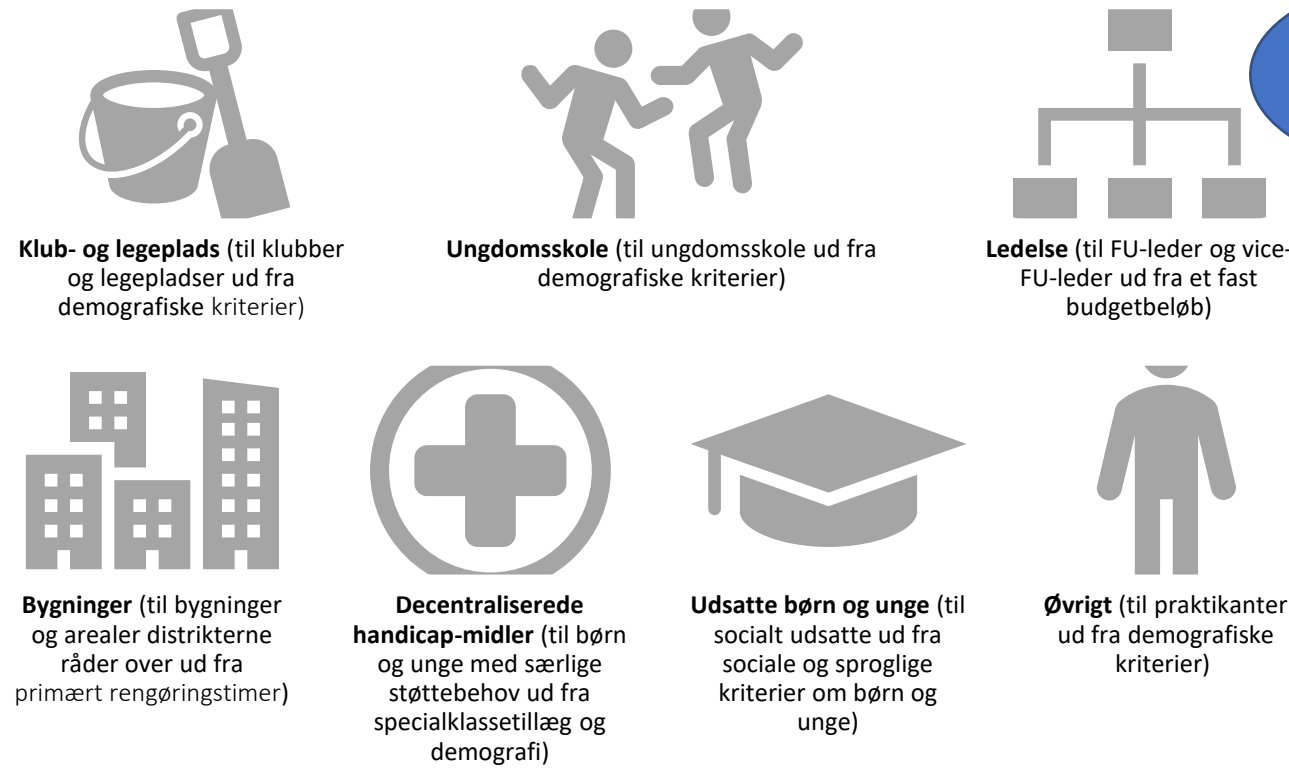 Klub- og legeplads (til klubber
og legepladser ud fra
demografiske kriterier)
Ungdomsskole (til ungdomsskole ud fra
demografiske kriterier)
Ledelse (til FU-leder og vice-
FU-leder ud fra et fast
budgetbeløb)
Bygninger (til bygninger
og arealer distrikterne
råder over ud fra
primært rengøringstimer)
Decentraliserede
handicap-midler (til børn
og unge med særlige
støttebehov ud fra
specialklassetillæg og
demografi)
Udsatte børn og unge (til
socialt udsatte ud fra
sociale og sproglige
kriterier om børn og
unge)
Øvrigt (til praktikanter
ud fra demografiske
kriterier)